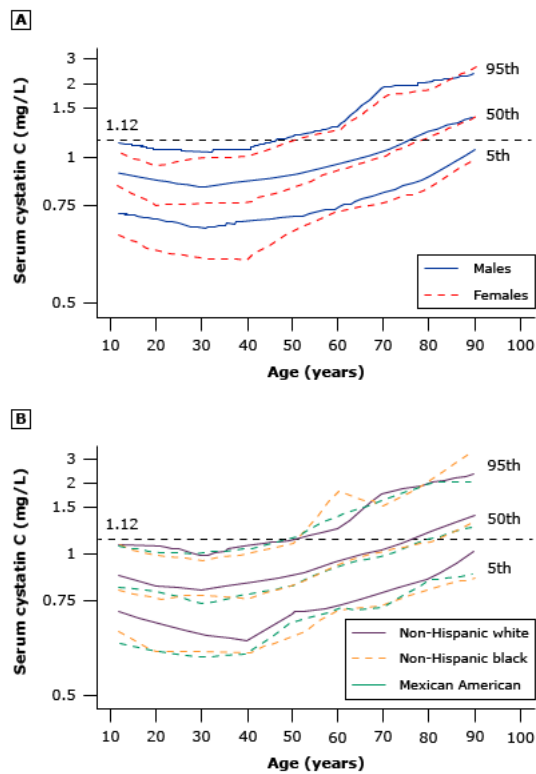 A
Serum cystatin C (mg/L)
3
2
1.5
1
0.75
0.5
1.12
95th
50th
5th
Males
Females
10 20 30 40 50 60 70 80 90 100
Age (years)
B
Serum cystatin C (mg/L)
3
2
1.5
1
0.75
0.5
1.12
95th
50th
5th
Non-Hispanic white
Non-Hispanic black
Mexican American
10 20 30 40 50 60 70 80 90 100
Age (years)